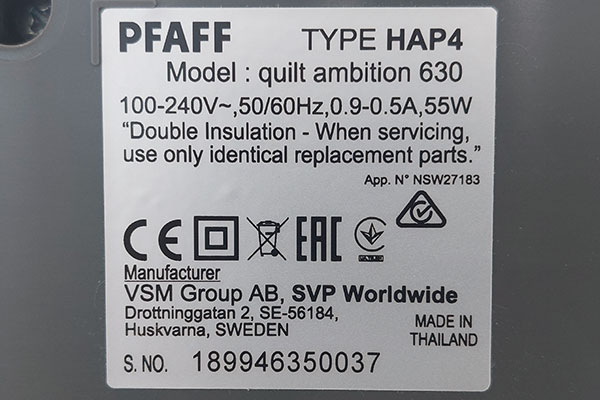 PFAFF TYPE HAP4
Model : quilt ambition 630
100-240V~,50/60Hz,0.9-0.5A,55W
“Double Insulation - When servicing,
use only identical replacement parts.”
App. N° NSW27183
CE EAC
Manufacturer
VSM Group AB, SVP Worldwide
Drottninggatan 2, SE-56184,
Huskvarna, SWEDEN
MADE IN
THAILAND
S. NO. 189946350037